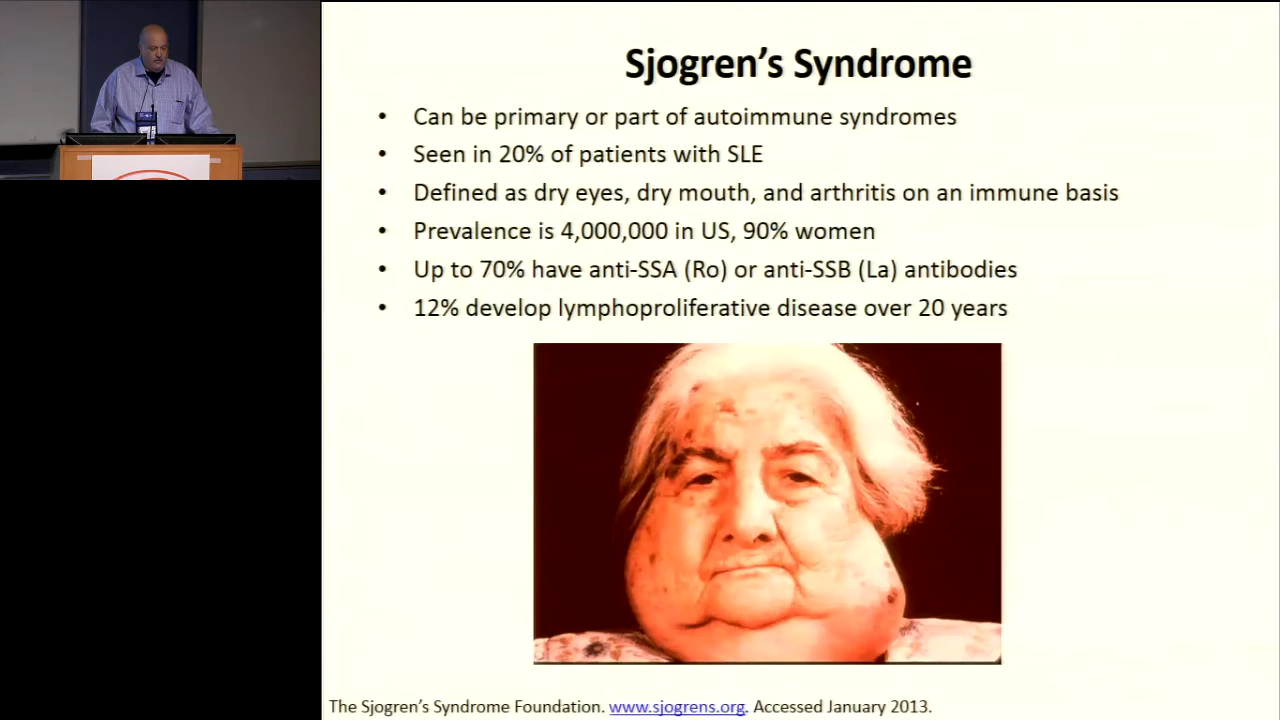 Sjogren's Syndrome
• Can be primary or part of autoimmune syndromes
• Seen in 20% of patients with SLE
• Defined as dry eyes, dry mouth, and arthritis on an immune basis
• Prevalence is 4,000,000 in US, 90% women
• Up to 70% have anti-SSA (Ro) or anti-SSB (La) antibodies
• 12% develop lymphoproliferative disease over 20 years
The Sjogren's Syndrome Foundation. www.sjogrens.org. Accessed January 2013.